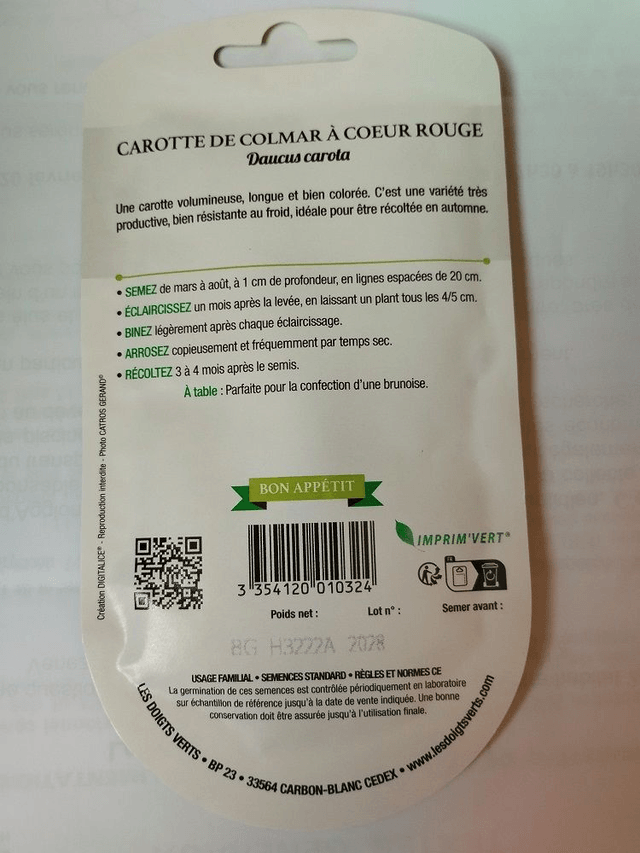 CAROTTE DE COLMAR À COEUR ROUGE
Daucus carota
Une carotte volumineuse, longue et bien colorée. C'est une variété très
productive, bien résistante au froid, idéale pour être récoltée en automne.
• SEMEZ de mars à août, à 1 cm de profondeur, en lignes espacées de 20 cm.
• ÉCLAIRCISSEZ un mois après la levée, en laissant un plant tous les 4/5 cm.
• BINEZ légèrement après chaque éclaircissage.
• ARROSEZ copieusement et fréquemment par temps sec.
• RÉCOLTEZ 3 à 4 mois après le semis.
À table : Parfaite pour la confection d'une brunoise.
Création DIGITALICE® - Reproduction interdite - Photo CATROS GERAND®
BON APPÉTIT
IMPRIM'VERT®
3 354120 010324
Poids net : Lot n° : Semer avant :
8G H3222A 2028
USAGE FAMILIAL • SEMENCES STANDARD • RÈGLES ET NORMES CE
La germination de ces semences est contrôlée périodiquement en laboratoire
sur échantillon de référence jusqu'à la date de vente indiquée. Une bonne
conservation doit être assurée jusqu'à l'utilisation finale.
LES DOIGTS VERTS • BP 23 • 33564 CARBON-BLANC CEDEX • www.lesdoigtsverts.com